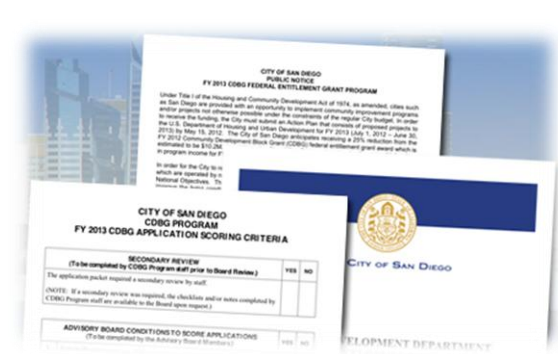 CITY OF SAN DIEGO
PUBLIC NOTICE
FY 2013 CDBG FEDERAL ENTITLEMENT GRANT PROGRAM
Under Title I of the Housing and Community Development Act of 1974, as amended, cities such
as San Diego are provided with an opportunity to implement community improvement programs
and/or projects not otherwise possible under the constraints of the regular City budget. In order
to receive the funding, the City must submit an Action Plan that consists of proposed projects to
the U.S. Department of Housing and Urban Development for FY 2013 (July 1, 2012 – June 30,
2013) by May 15, 2012. The City of San Diego anticipates receiving a 25% reduction from the
FY 2012 Community Development Block Grant (CDBG) federal entitlement grant award which is
estimated to be $10.2M
in program income for F
In order for the City to
which are operated by
National Objectives. Th
CITY OF SAN DIEGO
CDBG PROGRAM
FY 2013 CDBG APPLICATION SCORING CRITERIA
SECONDARY REVIEW
(To be completed by CDBG Program staff prior to Board Review.)
YES NO
The application packet required a secondary review by staff.
(NOTE: If a secondary review was required, the checklists and/or notes completed by
CDBG Program staff are available to the Board upon request.)
ADVISORY BOARD CONDITIONS TO SCORE APPLICATIONS
(To be completed by the Advisory Board Members)
YES NO
CITY OF SAN DIEGO
ELOPMENT DEPARTMENT